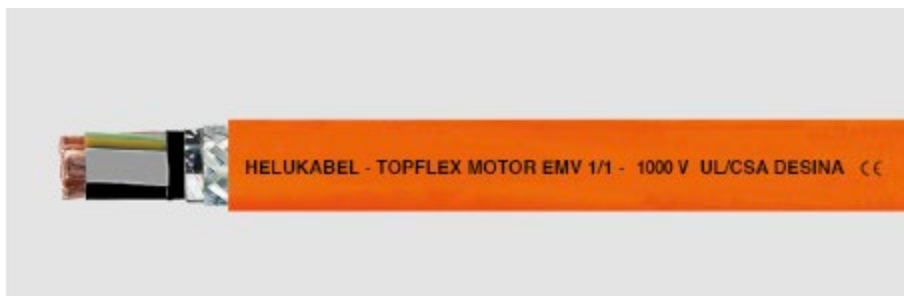 HELUKABEL - TOPFLEX MOTOR EMV 1/1 - 1000 V UL/CSA DESINA CE